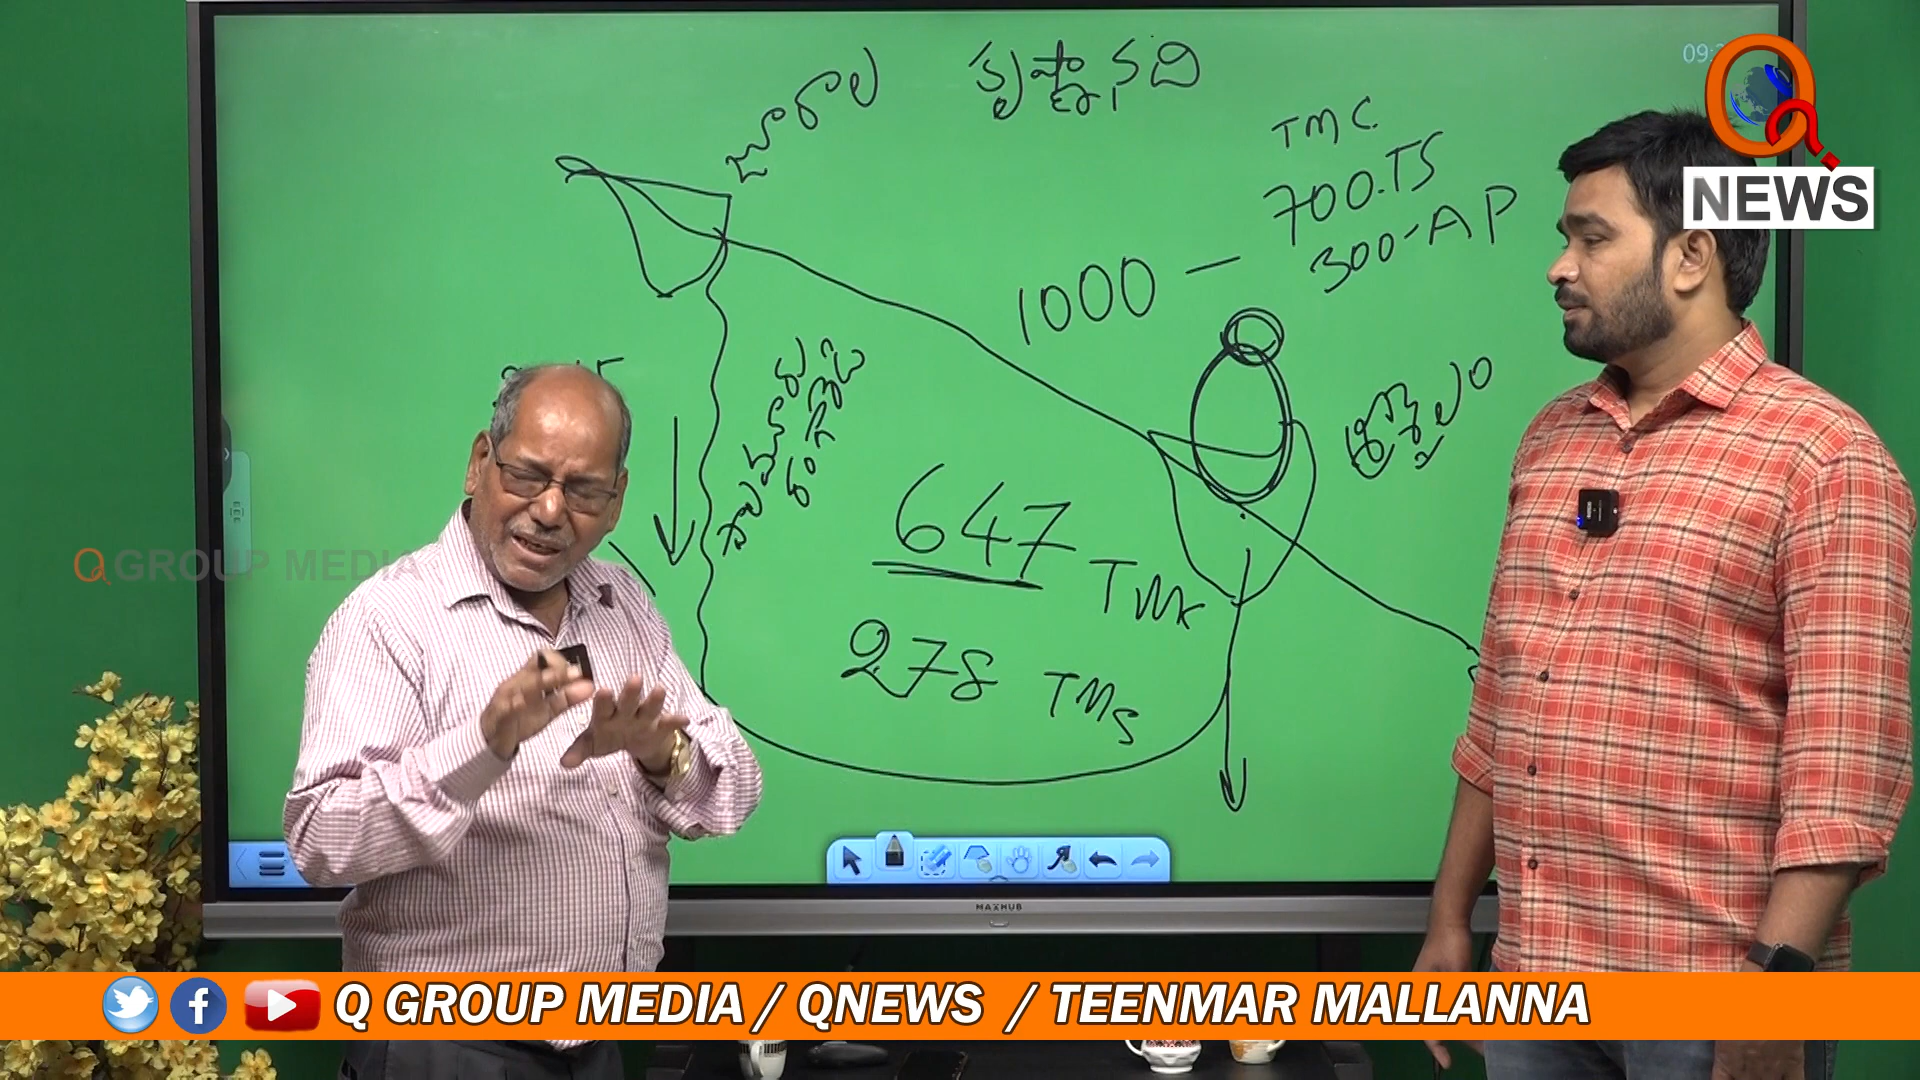 జూరాల
కృష్ణానది
09:
TMC
700-TS
300-AP
1000 -
పాలమూరు
రంగారెడ్డి
శ్రీశైలం
647 TMC
278 TMS
NEWS
Q GROUP MEDIA
MAXHUB
Q GROUP MEDIA / QNEWS / TEENMAR MALLANNA